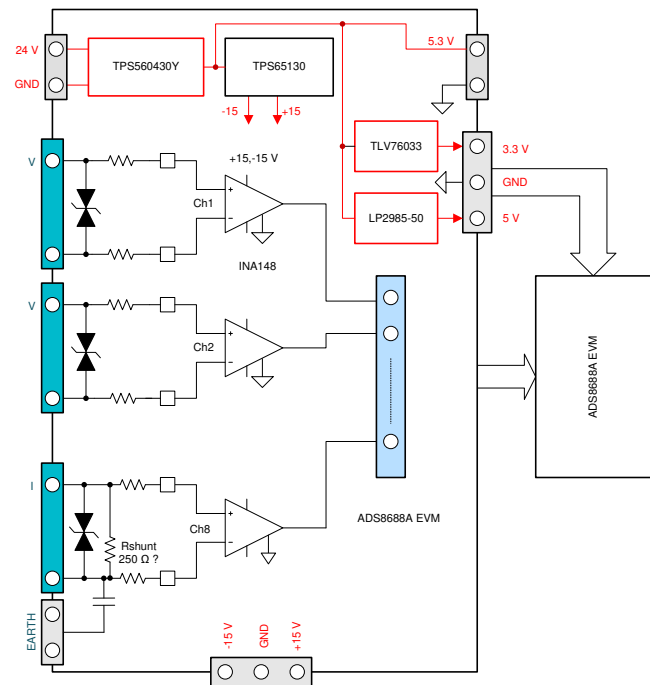 24 V
TPS560430Y
TPS65130
5.3 V
GND
-15
+15
TLV76033
3.3 V
GND
LP2985-50
5 V
V
+15,-15 V
+
Ch1
−
INA148
V
+
Ch2
−
ADS8688A EVM
I
+
Ch8
−
Rshunt
250 Ω ?
ADS8688A EVM
EARTH
-15 V
GND
+15 V